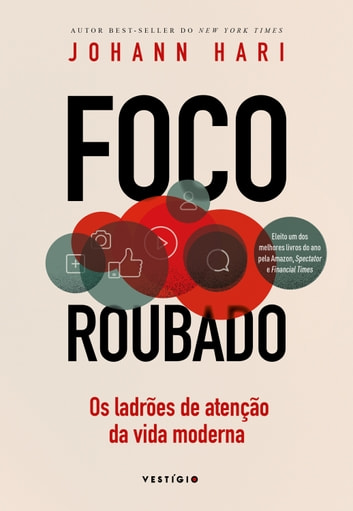 AUTOR BEST-SELLER DO NEW YORK TIMES
JOHANN HARI
FOCO
Eleito um dos
melhores livros do ano
pela Amazon, Spectator
e Financial Times
ROUBADO
Os ladrões de atenção
da vida moderna
VESTÍGIO